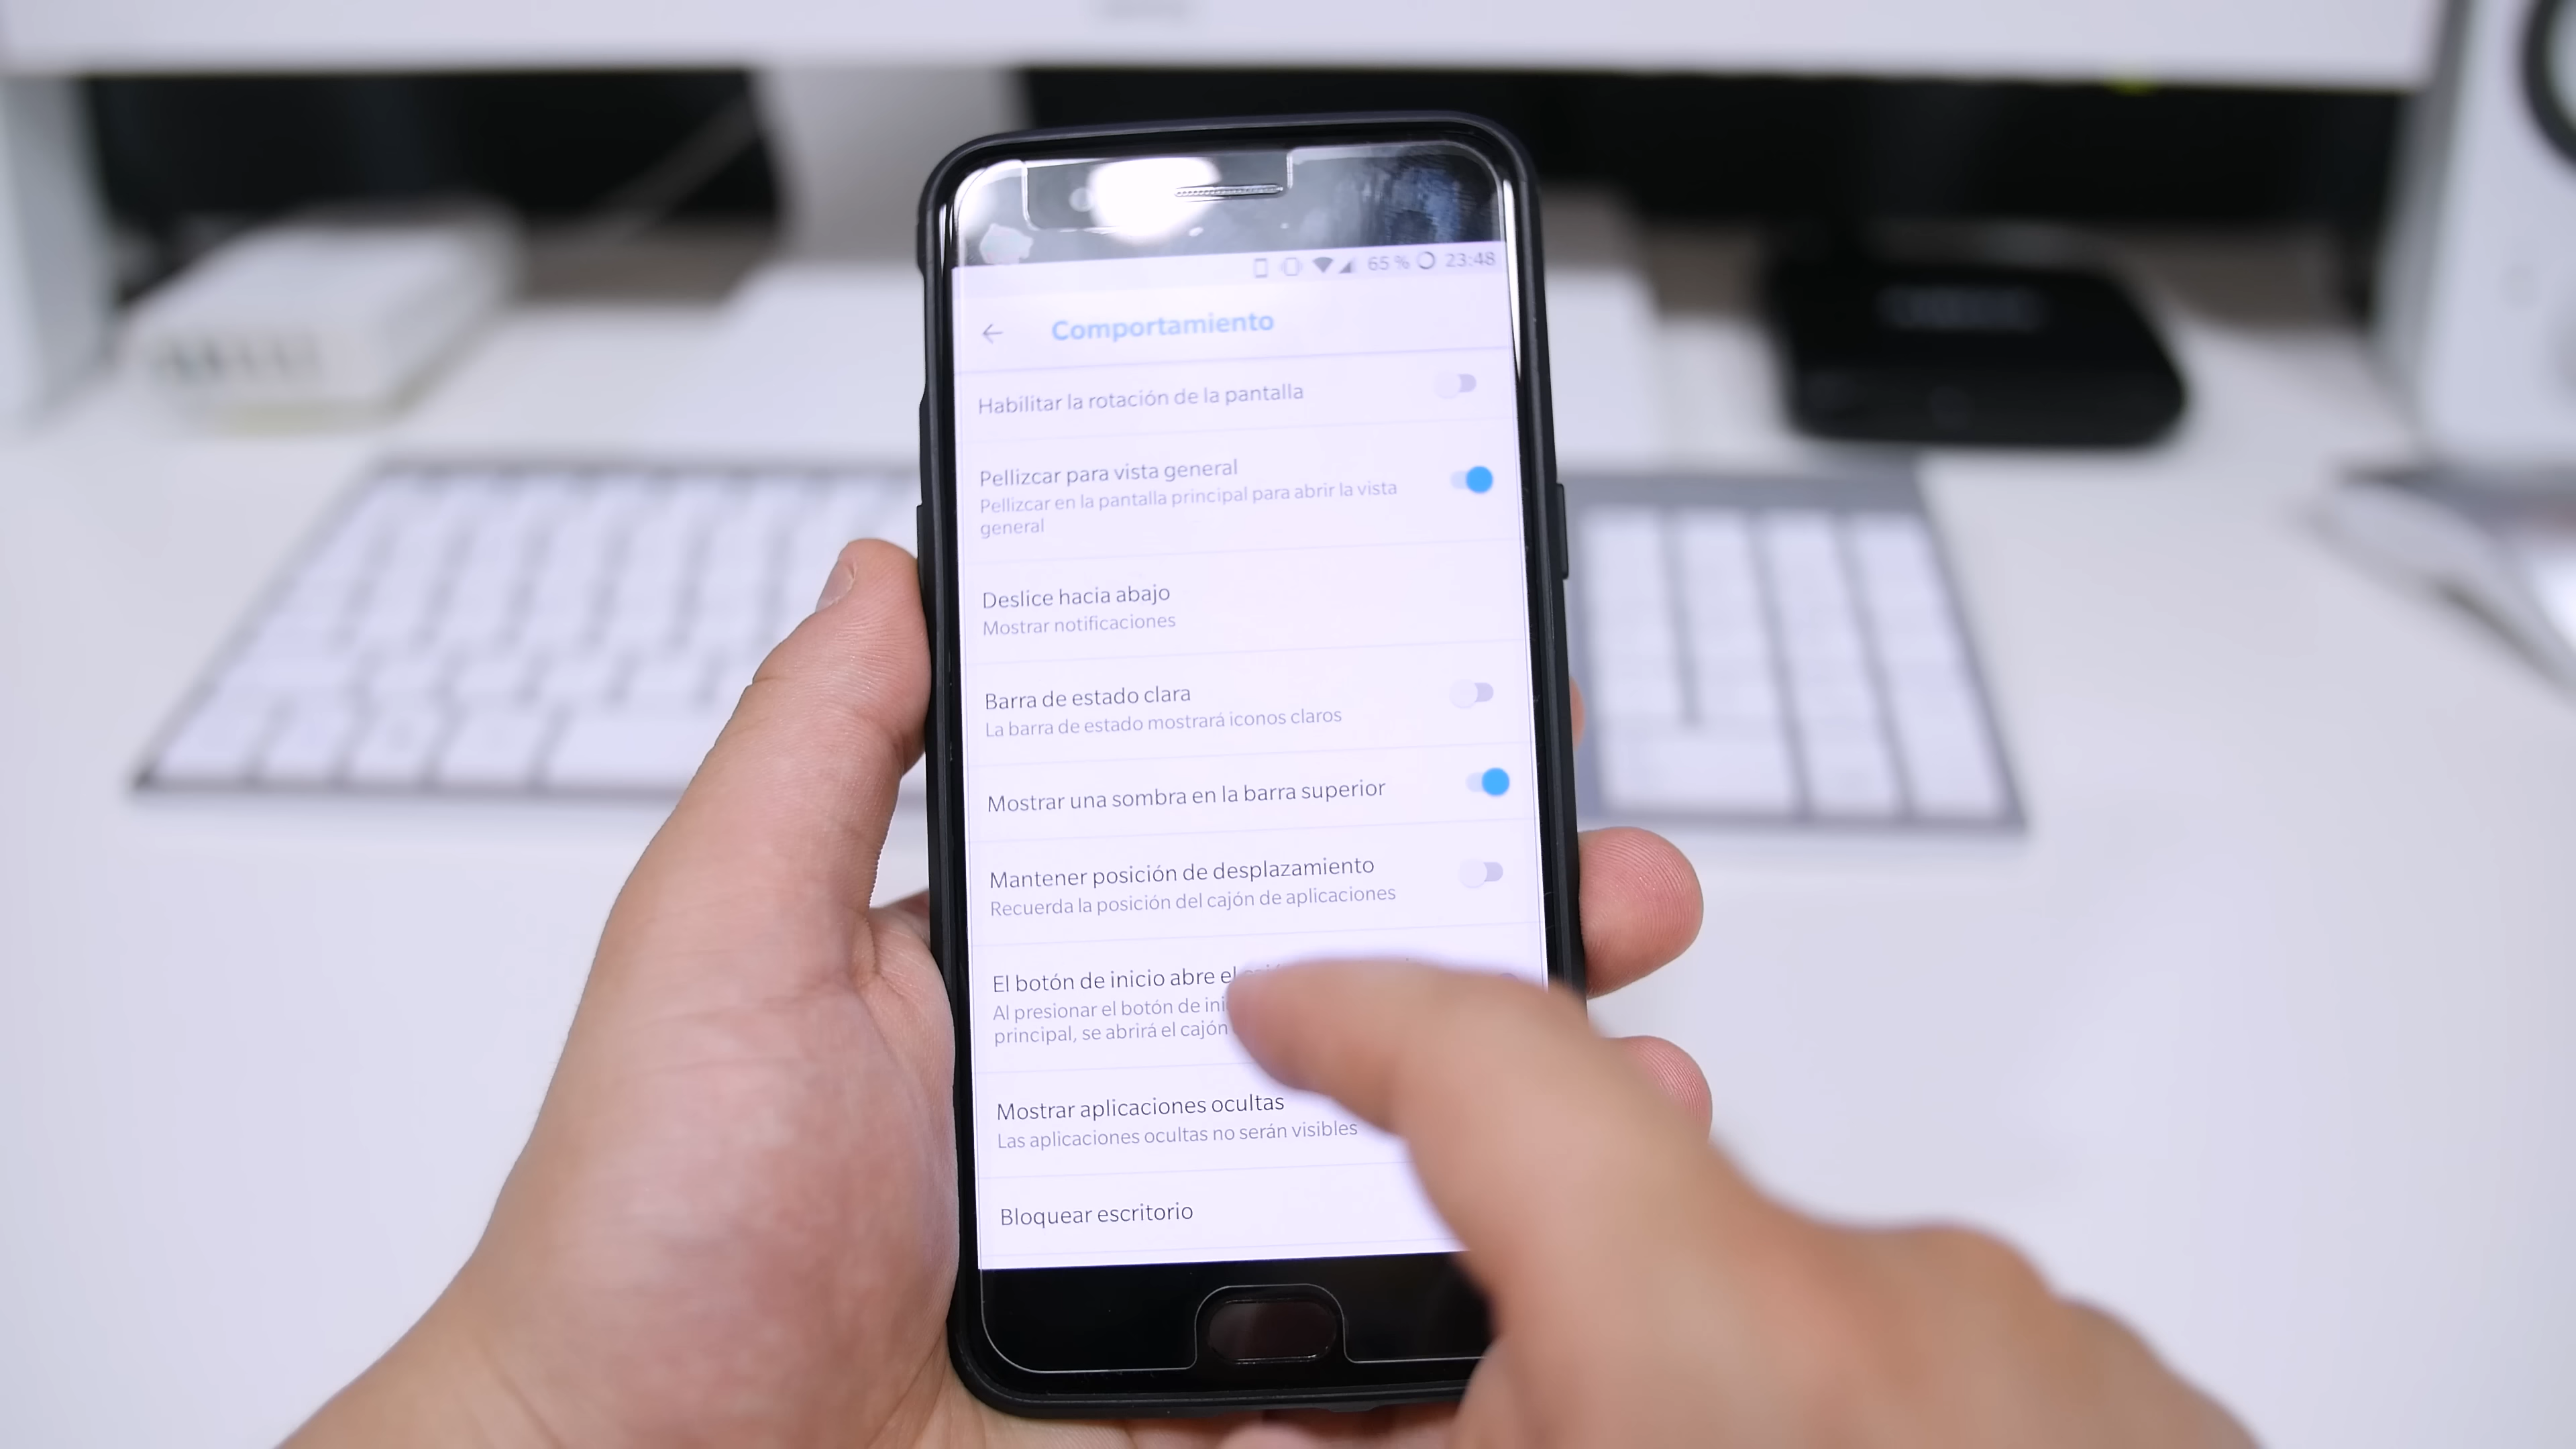 65 % 23:48
Comportamiento
Habilitar la rotación de la pantalla
Pellizcar para vista general
Pellizcar en la pantalla principal para abrir la vista
general
Deslice hacia abajo
Mostrar notificaciones
Barra de estado clara
La barra de estado mostrará iconos claros
Mostrar una sombra en la barra superior
Mantener posición de desplazamiento
Recuerda la posición del cajón de aplicaciones
El botón de inicio abre el
Al presionar el botón de
principal, se abrirá el cajón
Mostrar aplicaciones ocultas
Las aplicaciones ocultas no serán visibles
Bloquear escritorio